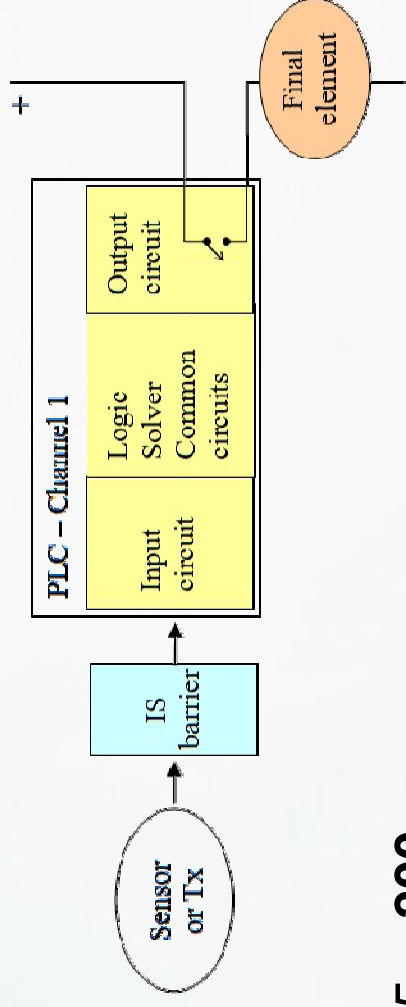 PLC – Channel 1
Sensor
or Tx
IS
barrier
Input
circuit
Logic
Solver
Common
circuits
Output
circuit
+
Final
element